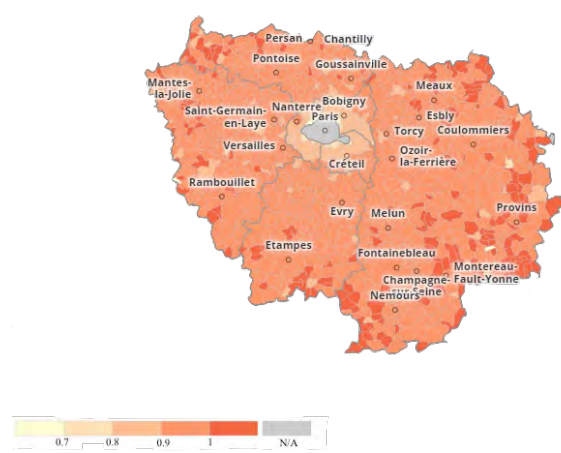 Persan
Chantilly
Pontoise
Goussainville
Mantes-
la-Jolie
Meaux
Saint-Germain-
en-Laye
Nanterre
Bobigny
Paris
Esbly
Torcy
Coulommiers
Versailles
Créteil
Ozoir-
la-Ferrière
Rambouillet
Evry
Melun
Provins
Etampes
Fontainebleau
Champagne-
sur-Seine
Montereau-
Fault-Yonne
Nemours
0.7 0.8 0.9 1 N/A